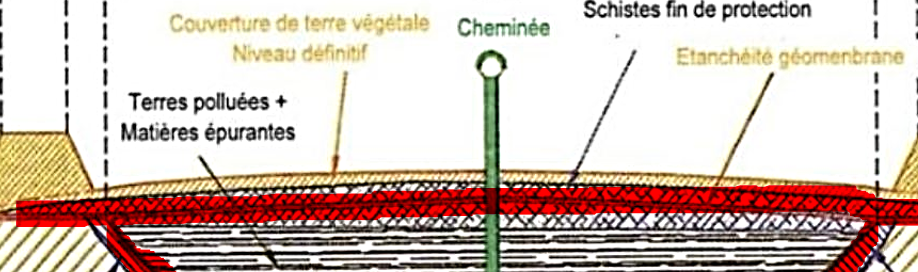 Schistes fin de protection
Couverture de terre végétale
Niveau définitif
Cheminée
Etanchéité géomenbrane
Terres polluées +
Matières épurantes